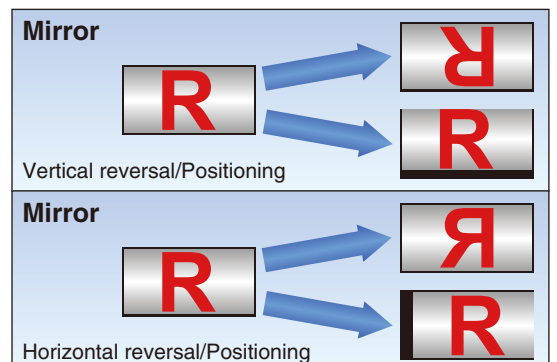 Mirror
ꓤ
R
R
Vertical reversal/Positioning
Mirror
Я
R
R
Horizontal reversal/Positioning